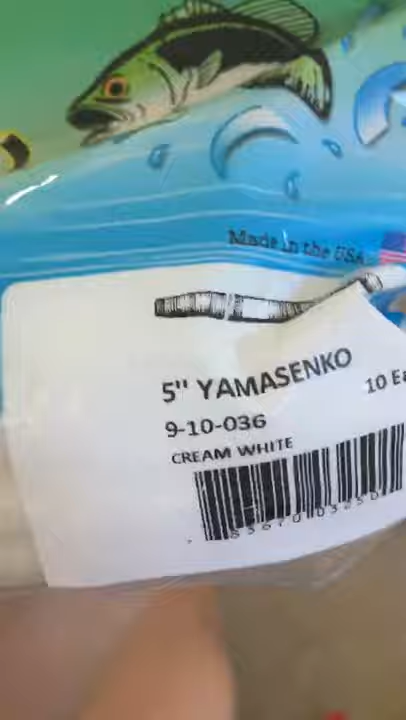 Made in the USA
5" YAMASENKO
10 Ea
9-10-036
CREAM WHITE